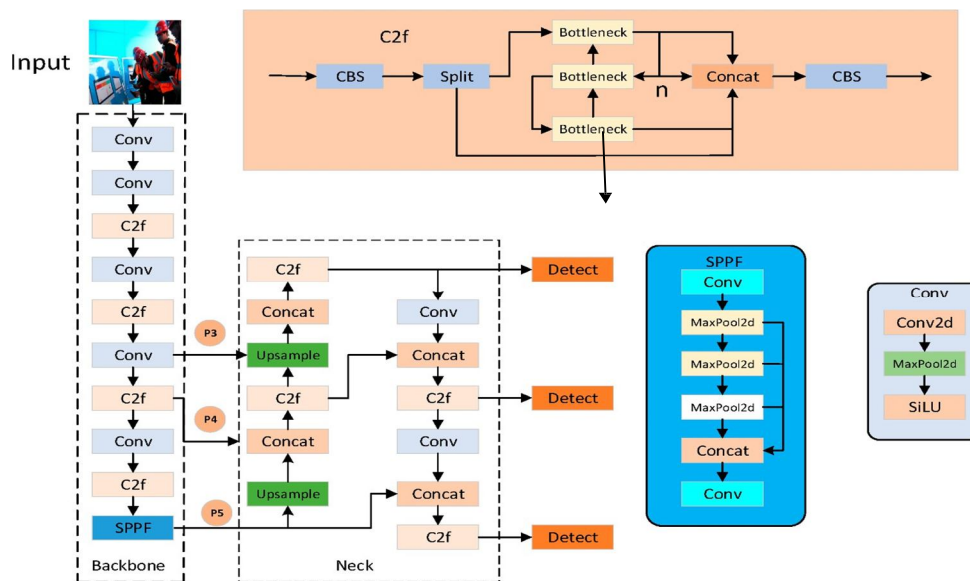 Input
Conv
Conv
C2f
Conv
C2f
Conv
C2f
Conv
C2f
SPPF
Backbone
P3
P4
P5
C2f
CBS
Split
Bottleneck
Bottleneck
Bottleneck
n
Concat
CBS
C2f
Concat
Upsample
C2f
Concat
Upsample
Conv
Concat
C2f
Conv
Concat
C2f
Neck
Detect
Detect
Detect
SPPF
Conv
MaxPool2d
MaxPool2d
MaxPool2d
Concat
Conv
Conv
Conv2d
MaxPool2d
SiLU